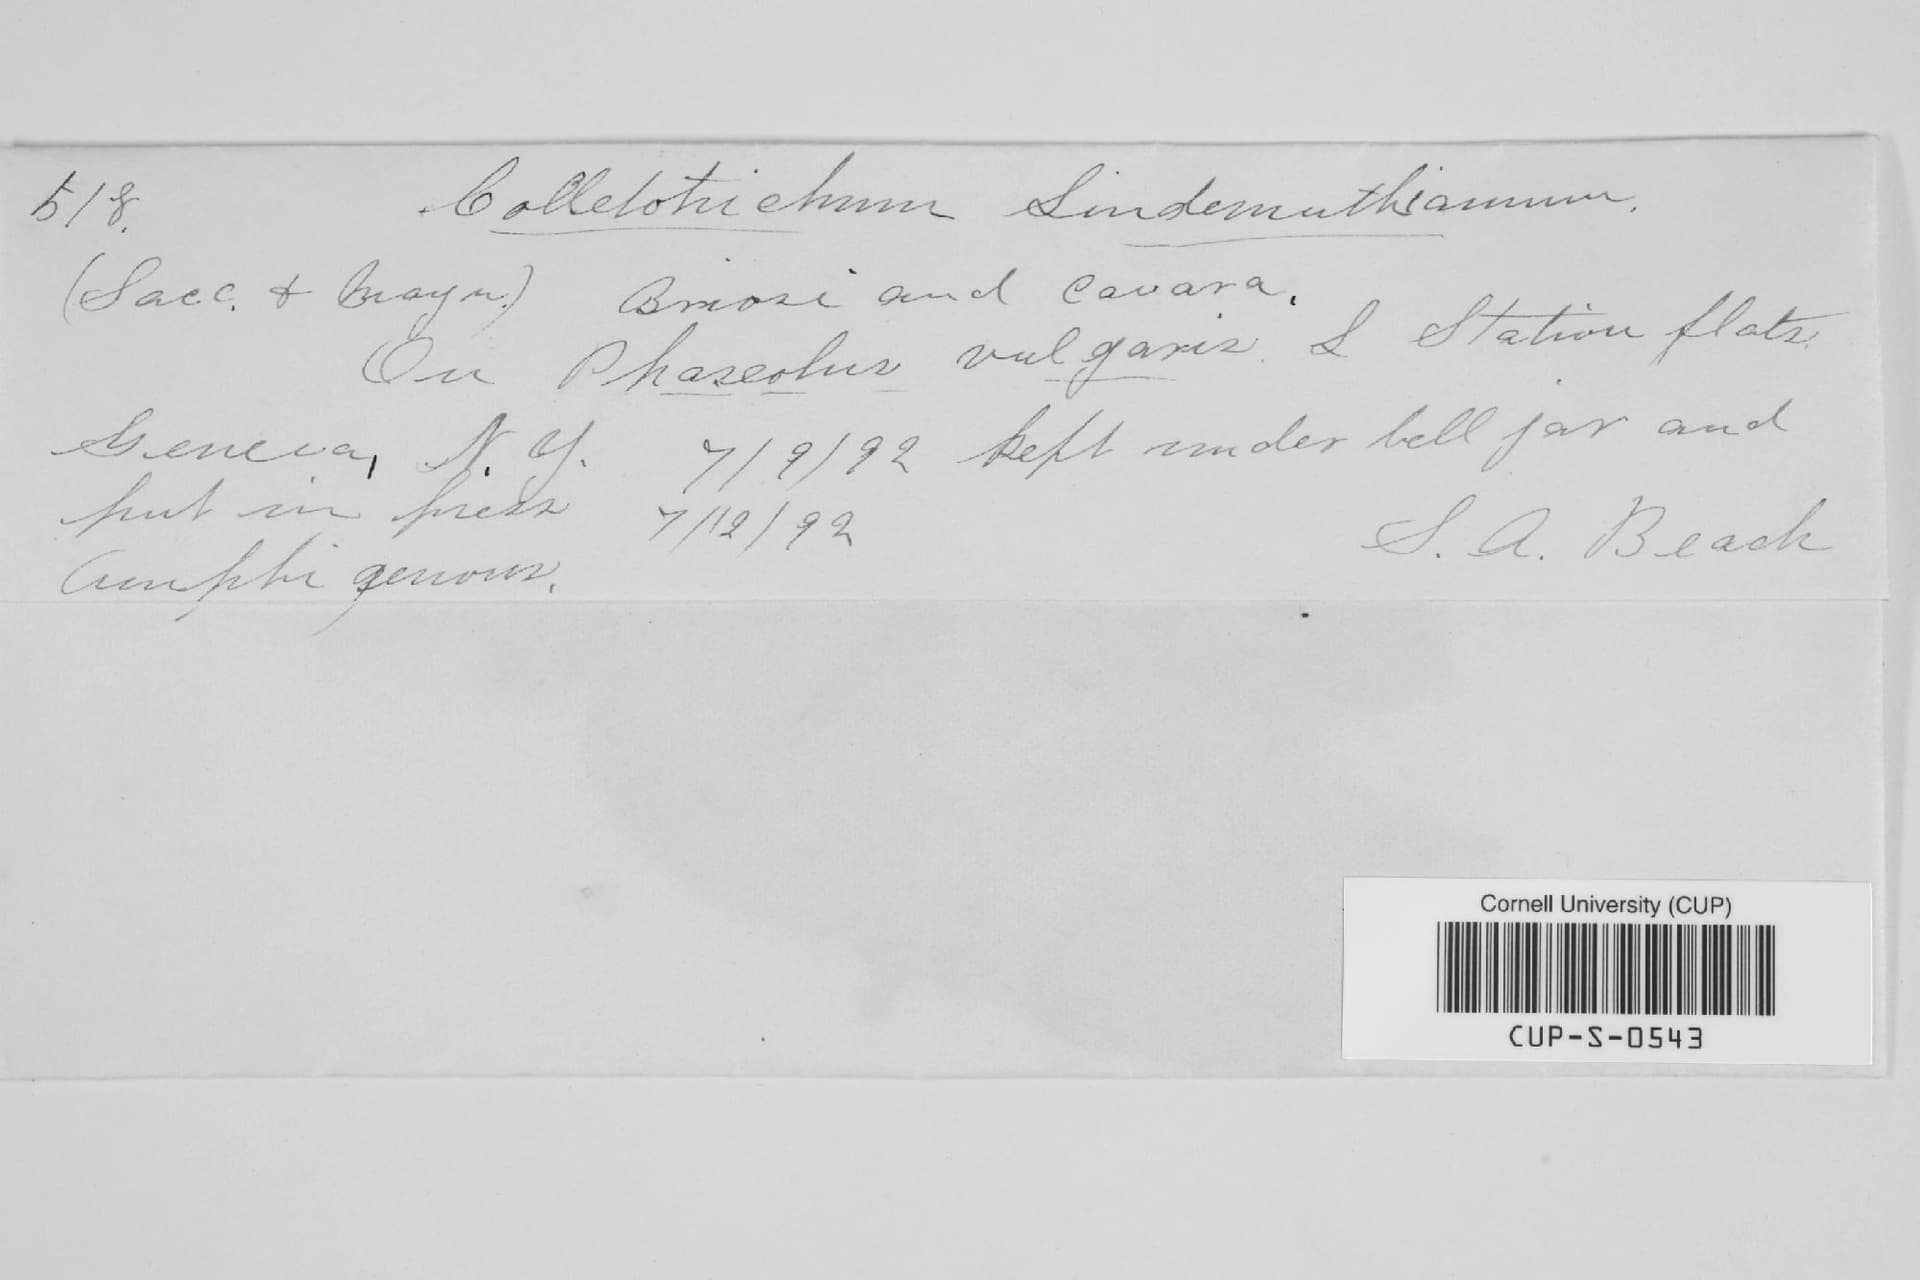 518. Colletotrichum Lindemuthianum.
(Sacc. & Magn.) Briosi and Cavara.
On Phaseolus vulgaris L Station flats.
Geneva, N. Y. 7/9/92 kept under bell jar and
put in press 7/12/92 S. A. Beach
Amphigenous.
Cornell University (CUP)
CUP-S-0543